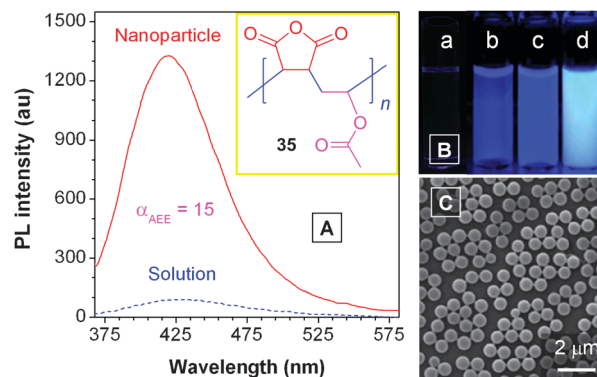 Nanoparticle
O O O
n
O
O
35
α_AEE = 15
A
Solution
1500
1200
900
600
300
0
375 425 475 525 575
PL intensity (au)
Wavelength (nm)
a b c d
B
C
2 μm